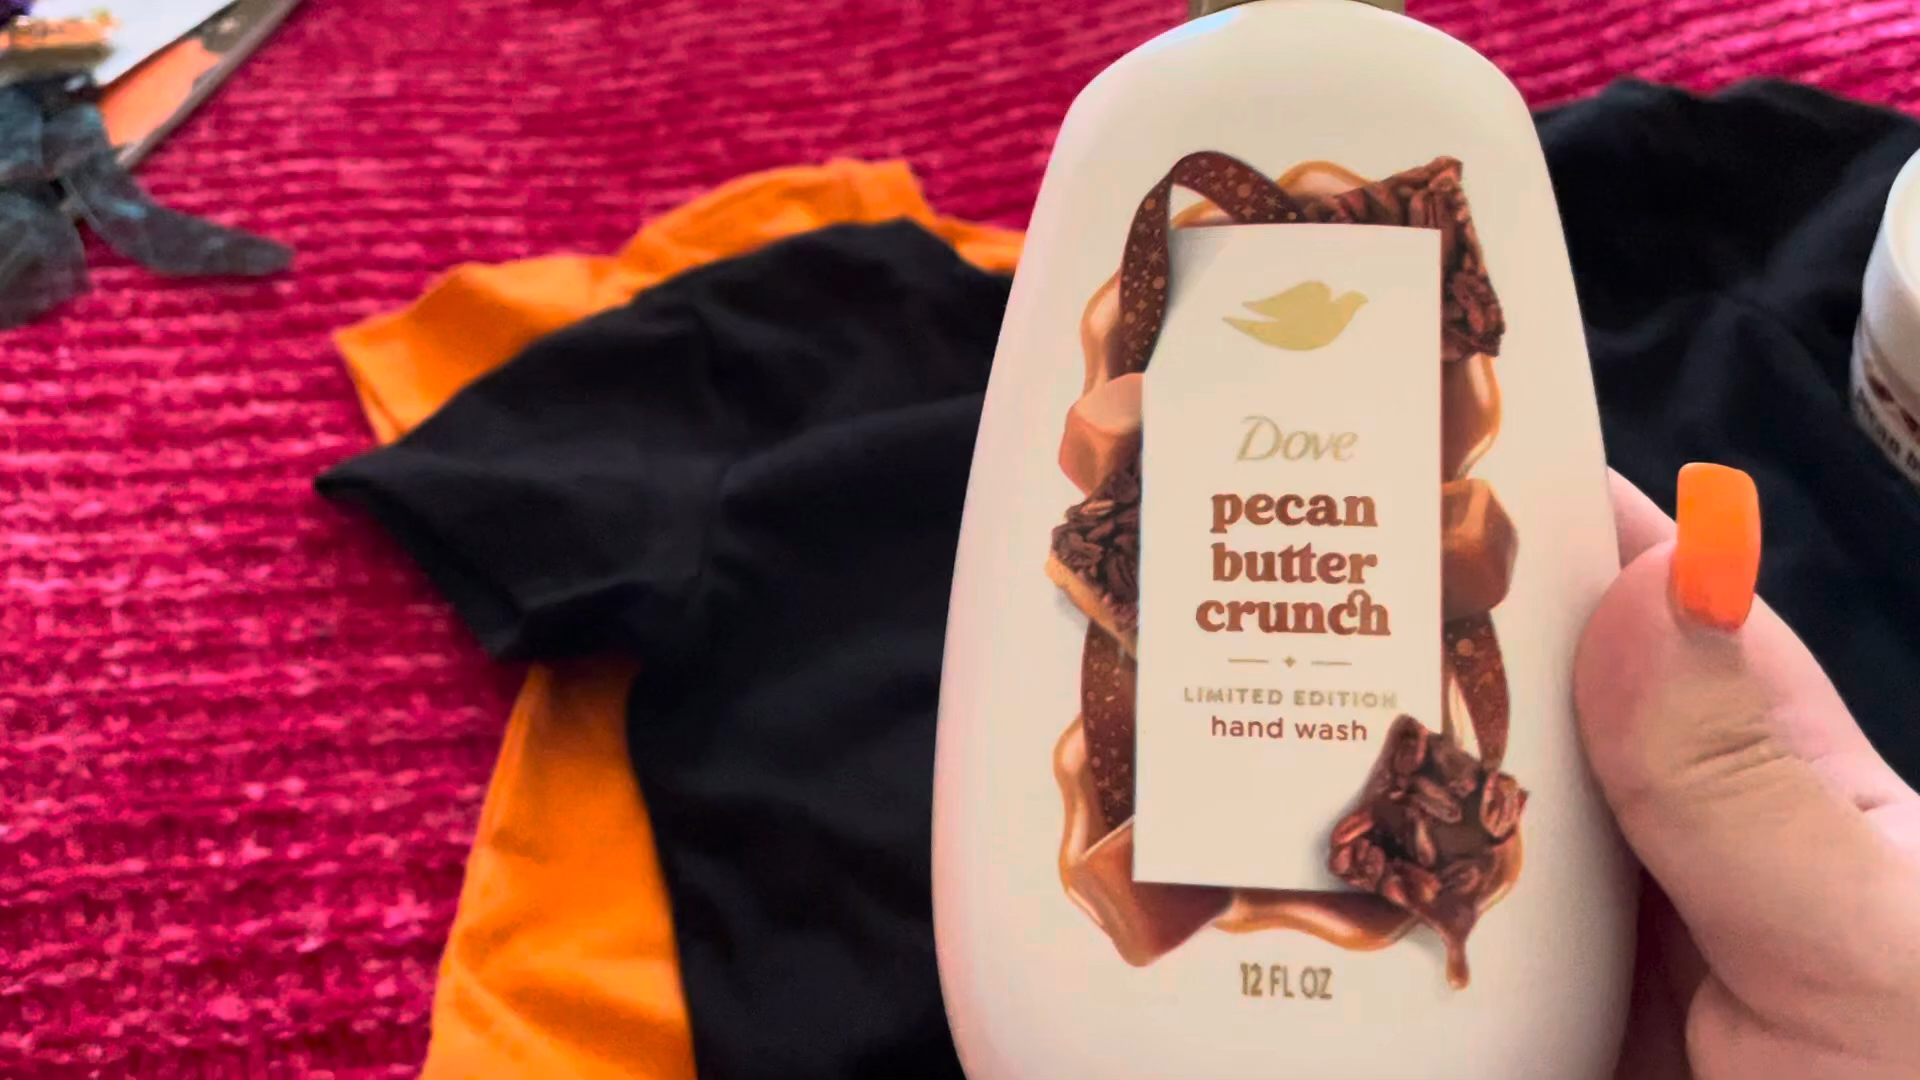 Dove
pecan
butter
crunch
LIMITED EDITION
hand wash
12 FL OZ